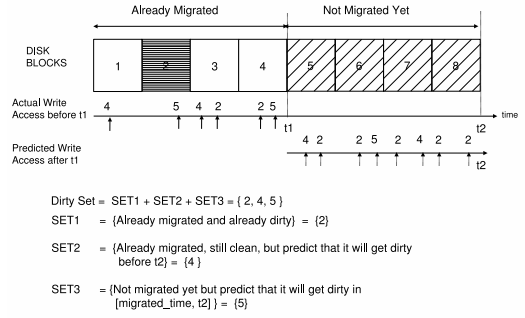 Already Migrated Not Migrated Yet
DISK
BLOCKS
1 2 3 4 5 6 7 8
Actual Write
Access before t1
4 5 4 2 2 5
time
t1 t2
Predicted Write
Access after t1
4 2 2 5 2 4 2 2
t2
Dirty Set = SET1 + SET2 + SET3 = { 2, 4, 5 }
SET1 = {Already migrated and already dirty} = {2}
SET2 = {Already migrated, still clean, but predict that it will get dirty
before t2} = {4 }
SET3 = {Not migrated yet but predict that it will get dirty in
[migrated_time, t2] } = {5}